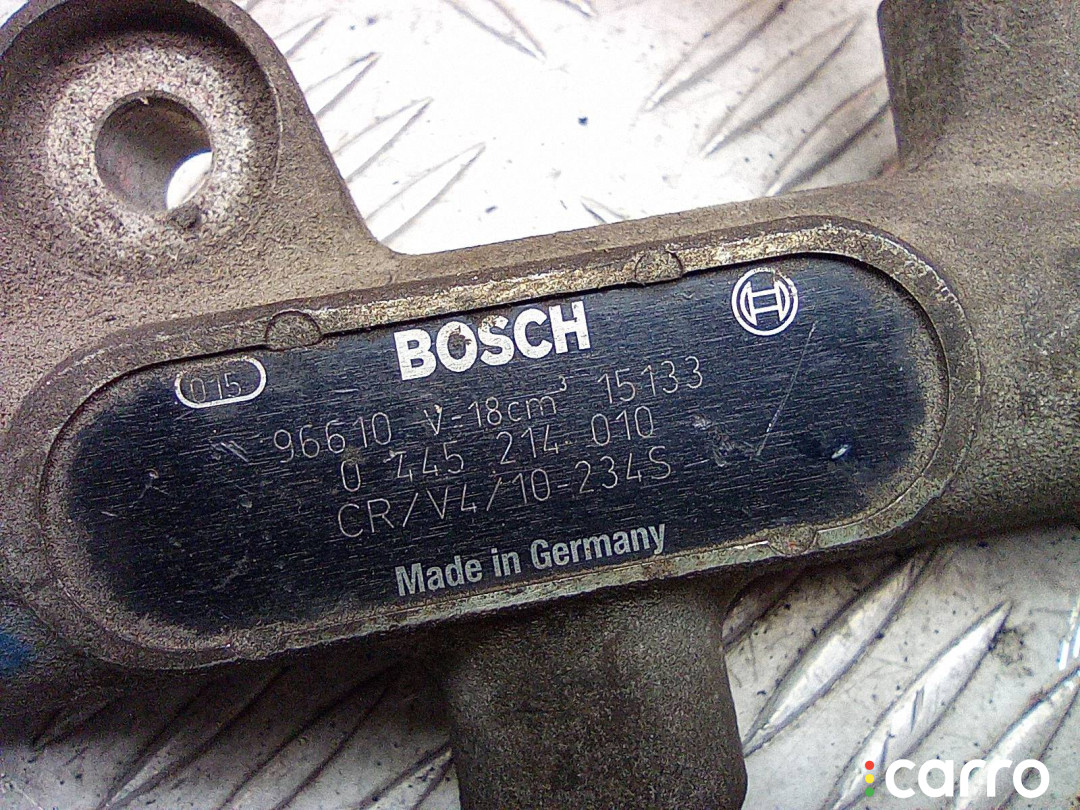 BOSCH
015
96610 V=18cm³ 15133
0 445 214 010
CR/V4/10-234S
Made in Germany
carro